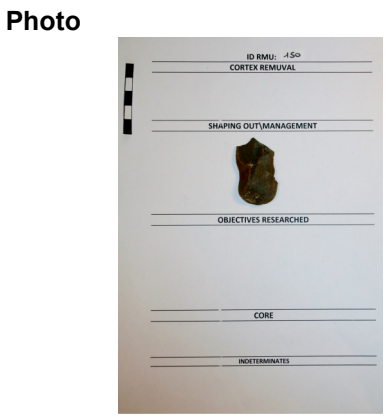 Photo
ID RMU: 150
CORTEX REMUVAL
SHAPING OUT\MANAGEMENT
OBJECTIVES RESEARCHED
CORE
INDETERMINATES